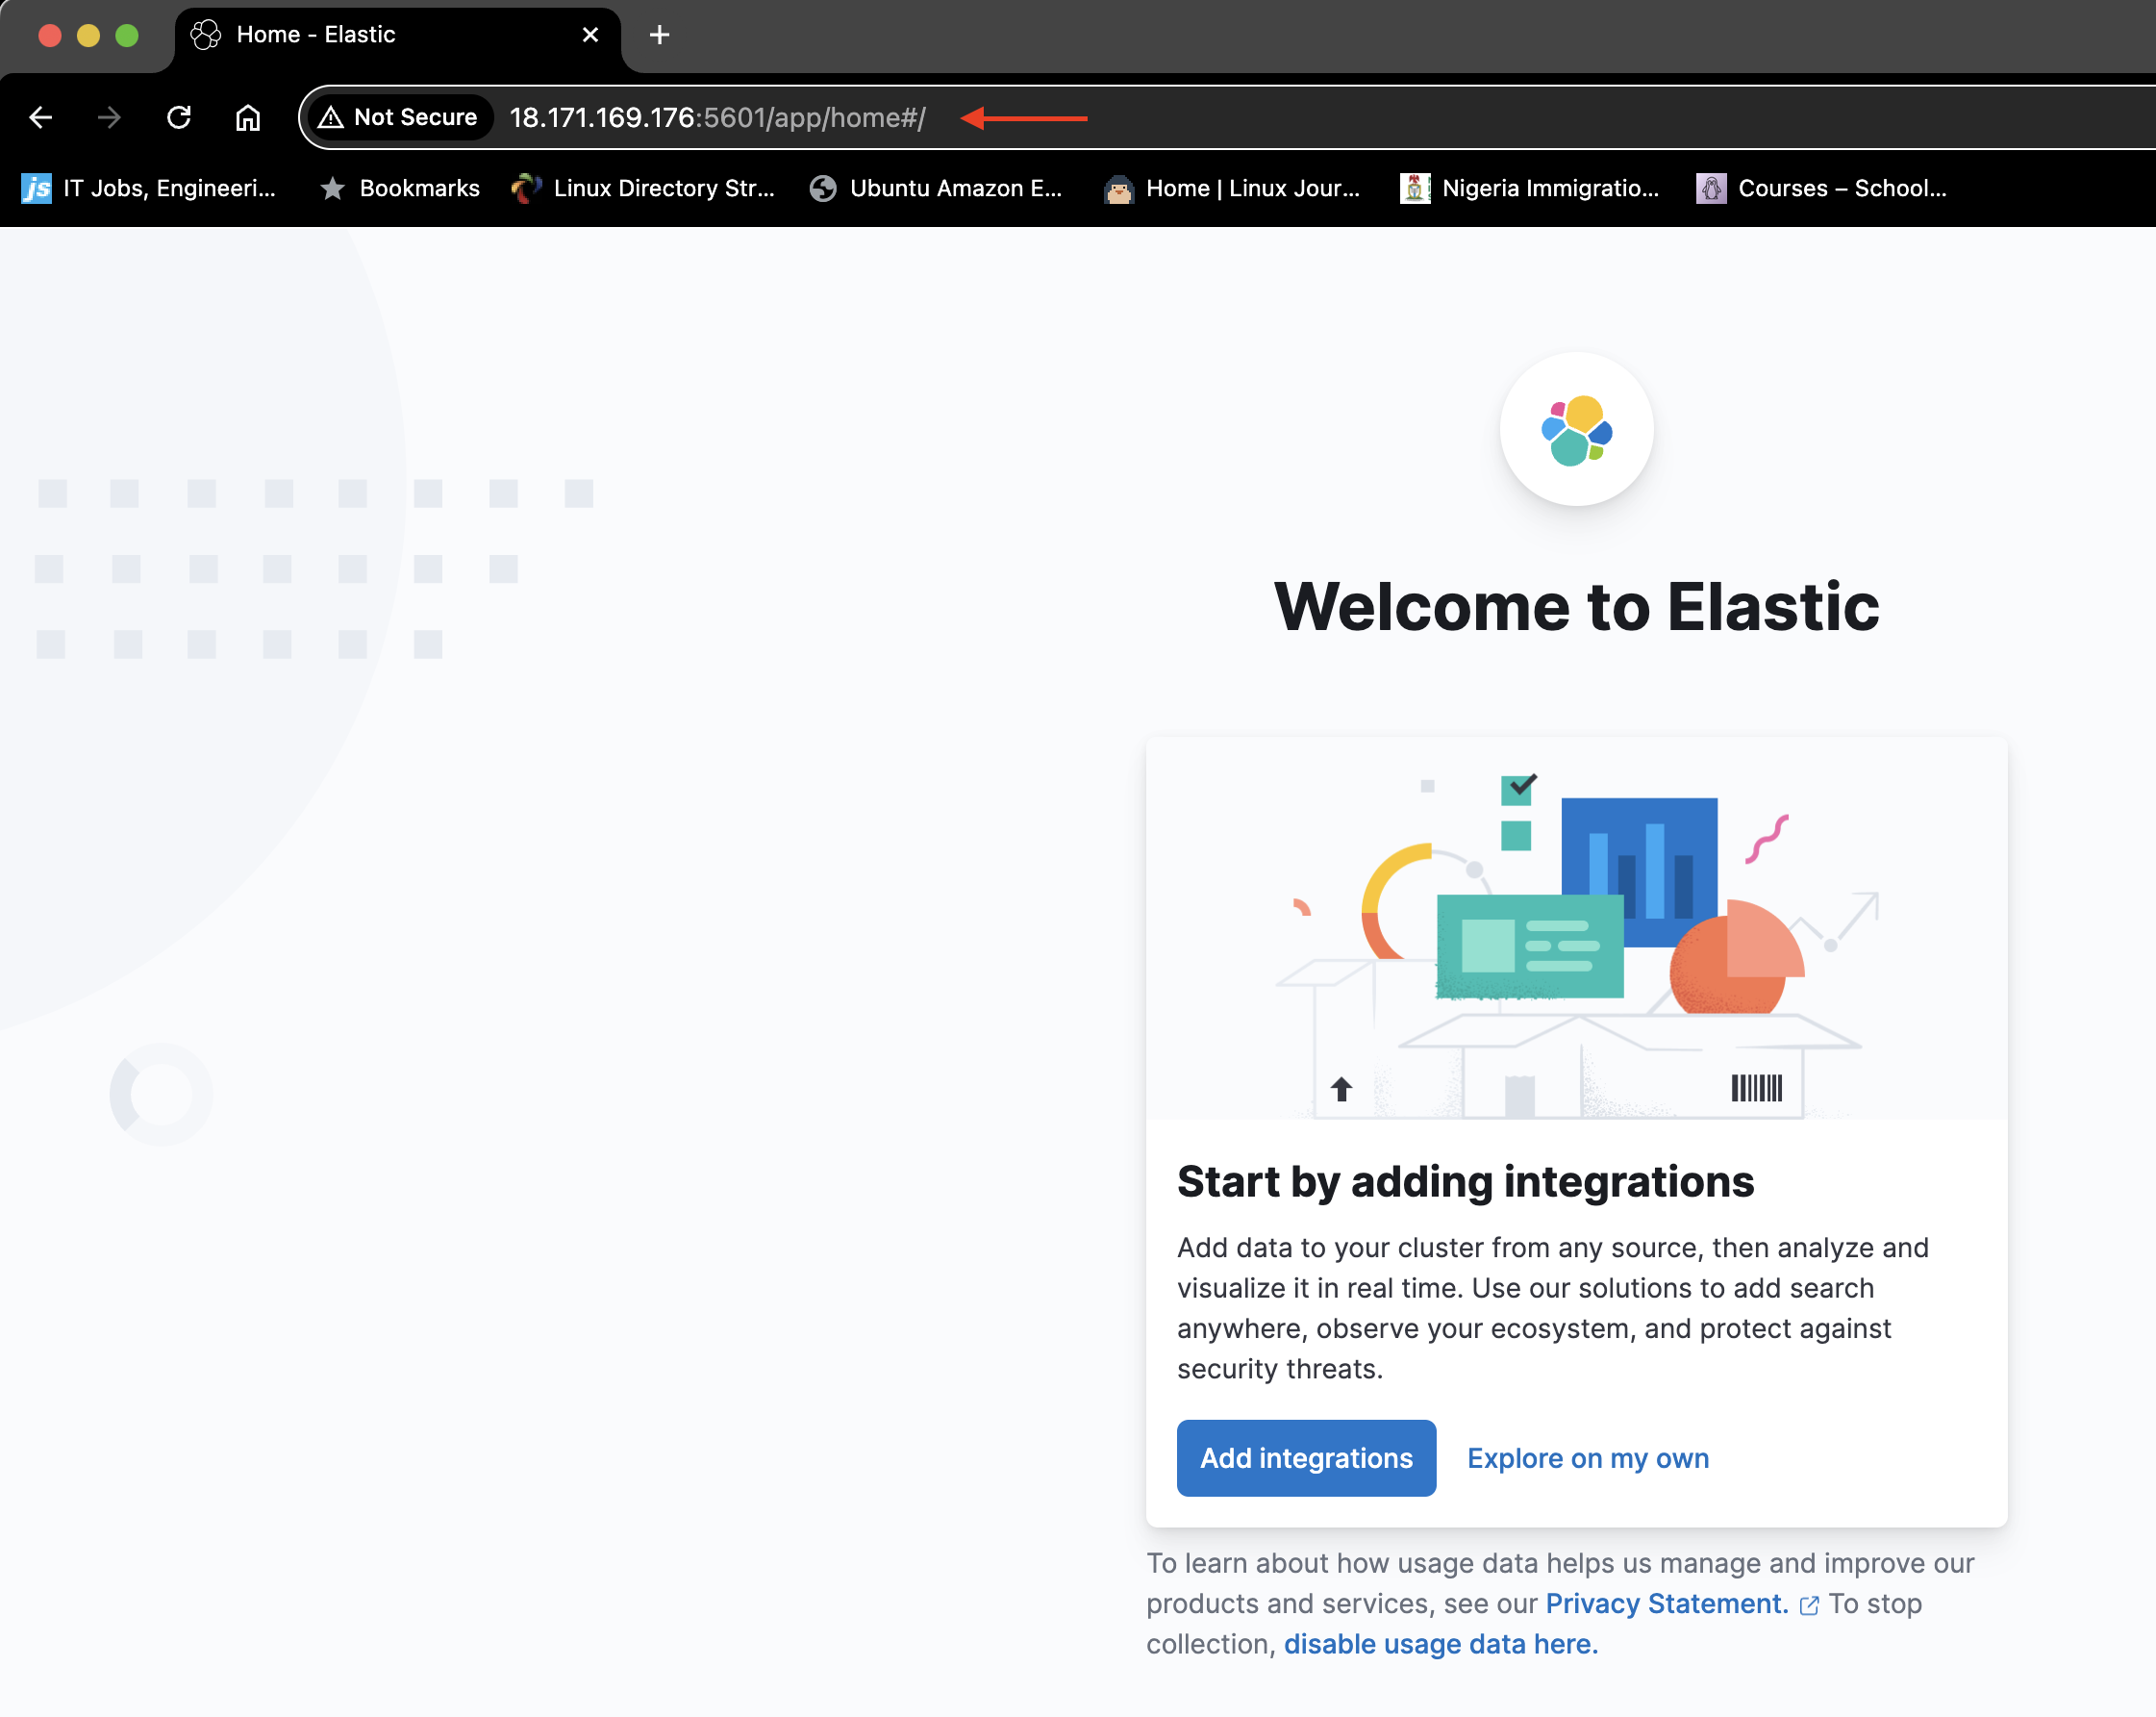 Home - Elastic
Not Secure 18.171.169.176:5601/app/home#/
js IT Jobs, Engineeri... Bookmarks Linux Directory Str... Ubuntu Amazon E... Home | Linux Jour... Nigeria Immigratio... Courses – School...
Welcome to Elastic
Start by adding integrations
Add data to your cluster from any source, then analyze and
visualize it in real time. Use our solutions to add search
anywhere, observe your ecosystem, and protect against
security threats.
Add integrations Explore on my own
To learn about how usage data helps us manage and improve our
products and services, see our Privacy Statement. To stop
collection, disable usage data here.